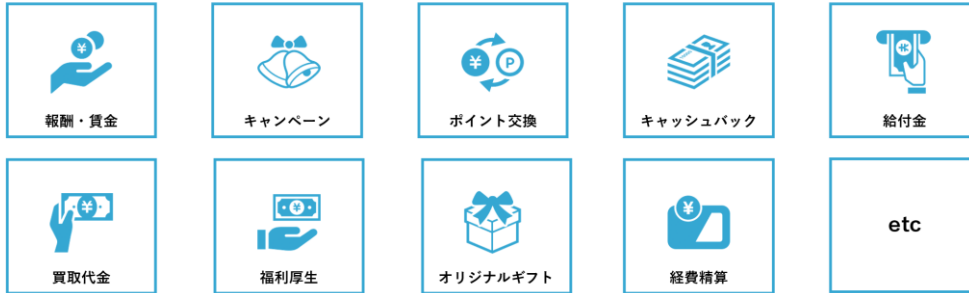 報酬・賃金
キャンペーン
ポイント交換
キャッシュバック
給付金
買取代金
福利厚生
オリジナルギフト
経費精算
etc
¥
¥
P
¥
¥
¥
¥